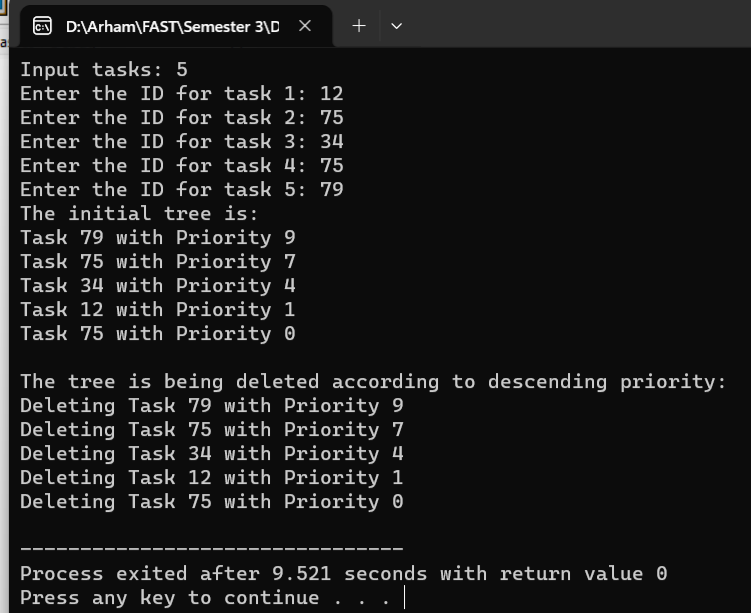 D:\Arham\FAST\Semester 3\D
Input tasks: 5
Enter the ID for task 1: 12
Enter the ID for task 2: 75
Enter the ID for task 3: 34
Enter the ID for task 4: 75
Enter the ID for task 5: 79
The initial tree is:
Task 79 with Priority 9
Task 75 with Priority 7
Task 34 with Priority 4
Task 12 with Priority 1
Task 75 with Priority 0
The tree is being deleted according to descending priority:
Deleting Task 79 with Priority 9
Deleting Task 75 with Priority 7
Deleting Task 34 with Priority 4
Deleting Task 12 with Priority 1
Deleting Task 75 with Priority 0
--------------------------------
Process exited after 9.521 seconds with return value 0
Press any key to continue . . .